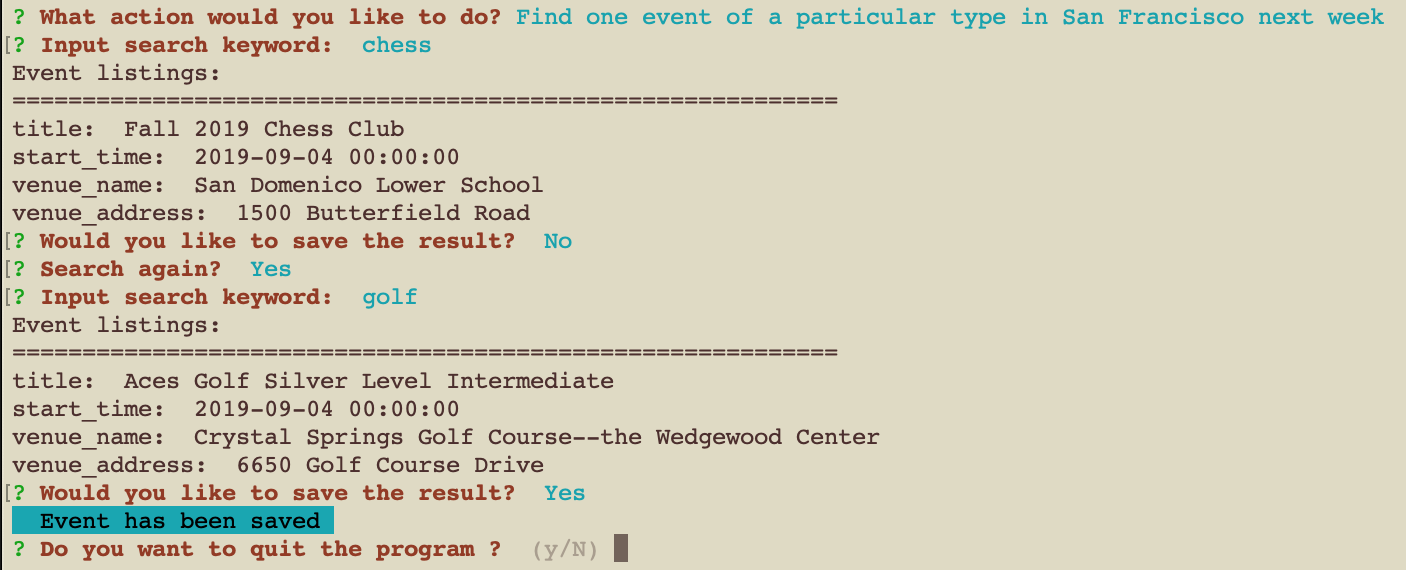 ? What action would you like to do? Find one event of a particular type in San Francisco next week
[? Input search keyword:  chess
Event listings:
===========================================================
title:  Fall 2019 Chess Club
start_time:  2019-09-04 00:00:00
venue_name:  San Domenico Lower School
venue_address:  1500 Butterfield Road
[? Would you like to save the result?  No
[? Search again?  Yes
[? Input search keyword:  golf
Event listings:
===========================================================
title:  Aces Golf Silver Level Intermediate
start_time:  2019-09-04 00:00:00
venue_name:  Crystal Springs Golf Course--the Wedgewood Center
venue_address:  6650 Golf Course Drive
[? Would you like to save the result?  Yes
Event has been saved
? Do you want to quit the program ?  (y/N)